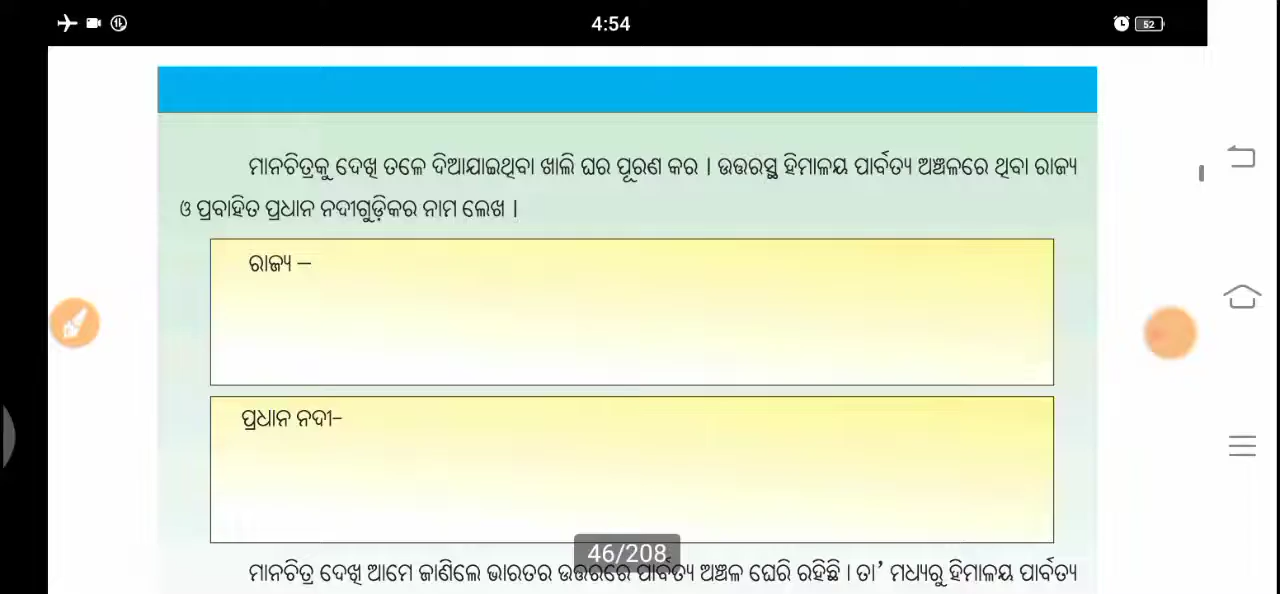 4:54
52
ମାନଚିତ୍ରକୁ ଦେଖି ତଳେ ଦିଆଯାଇଥିବା ଖାଲି ଘର ପୂରଣ କର । ଉତ୍ତରସ୍ଥ ହିମାଳୟ ପାର୍ବତ୍ୟ ଅଞ୍ଚଳରେ ଥିବା ରାଜ୍ୟ
ଓ ପ୍ରବାହିତ ପ୍ରଧାନ ନଦୀଗୁଡ଼ିକର ନାମ ଲେଖ ।
ରାଜ୍ୟ –
ପ୍ରଧାନ ନଦୀ-
46/208
ମାନଚିତ୍ର ଦେଖି ଆମେ ଜାଣିଲେ ଭାରତର ଉତ୍ତରରେ ପାର୍ବତ୍ୟ ଅଞ୍ଚଳ ଘେରି ରହିଛି । ତା’ ମଧ୍ୟରୁ ହିମାଳୟ ପାର୍ବତ୍ୟ